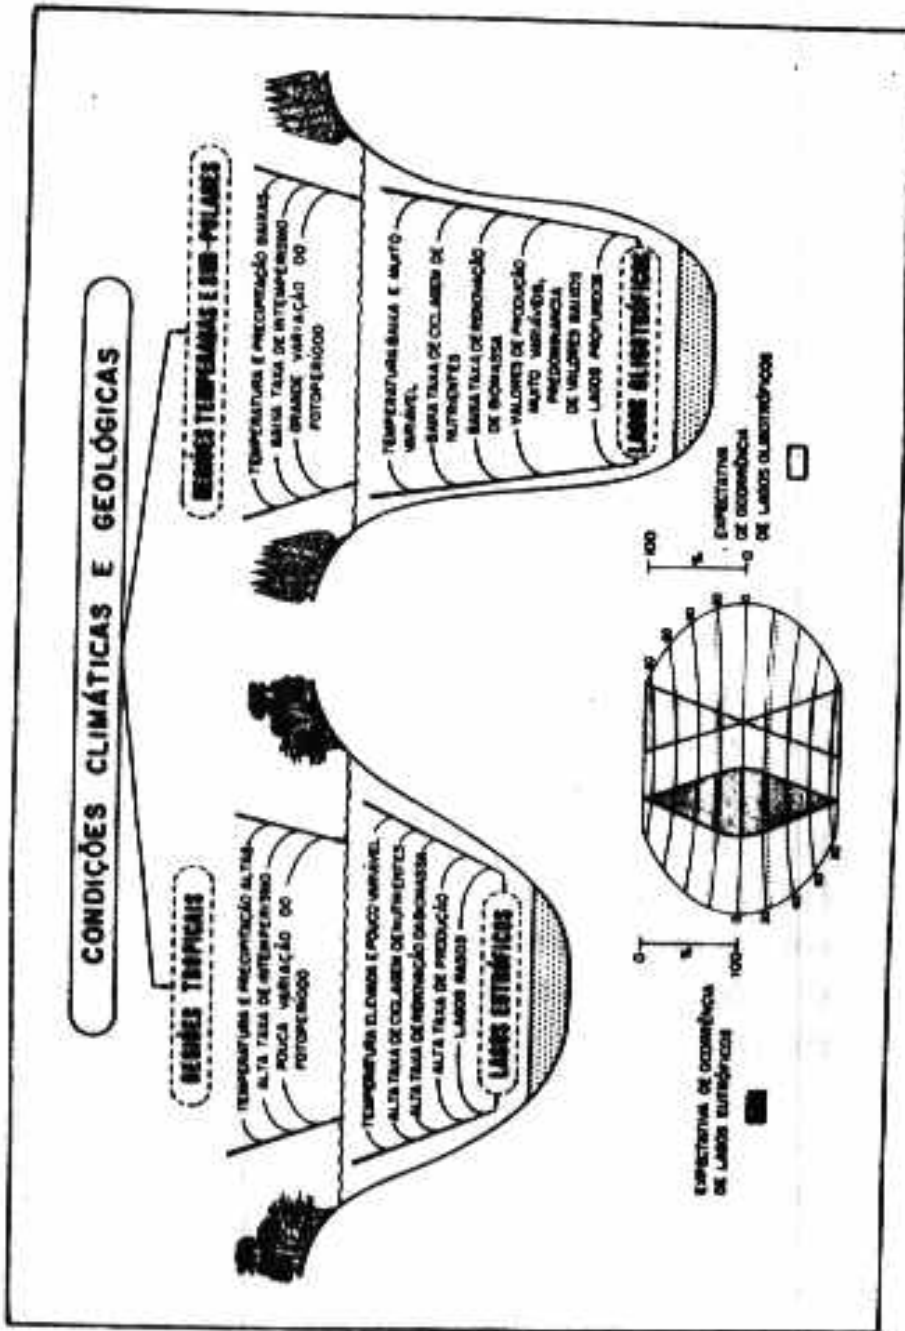 CONDIÇÕES CLIMÁTICAS E GEOLÓGICAS
REGIÕES TROPICAIS
TEMPERATURA E PRECIPITAÇÃO ALTAS
ALTA TAXA DE INTEMPERISMO
POUCA VARIAÇÃO DO
FOTOPERÍODO
TEMPERATURA ELEVADA E POUCO VARIÁVEL
ALTA TAXA DE CICLAGEM DE NUTRIENTES
ALTA TAXA DE RENOVAÇÃO DA BIOMASSA
ALTA TAXA DE PRODUÇÃO
LAGOS RASOS
LAGOS EUTRÓFICOS
REGIÕES TEMPERADAS E SUB-POLARES
TEMPERATURA E PRECIPITAÇÃO BAIXAS
BAIXA TAXA DE INTEMPERISMO
GRANDE VARIAÇÃO DO
FOTOPERÍODO
TEMPERATURA BAIXA E MUITO
VARIÁVEL
BAIXA TAXA DE CICLAGEM DE
NUTRIENTES
BAIXA TAXA DE RENOVAÇÃO
DE BIOMASSA
VALORES DE PRODUÇÃO
MUITO VARIÁVEIS,
PREDOMINANCIA
DE VALORES BAIXOS
LAGOS PROFUNDOS
LAGOS OLIGOTRÓFICOS
EXPECTATIVA DE OCORRÊNCIA
DE LAGOS EUTRÓFICOS
0
%
100
100
%
0
EXPECTATIVA
DE OCORRÊNCIA
DE LAGOS OLIGOTRÓFICOS